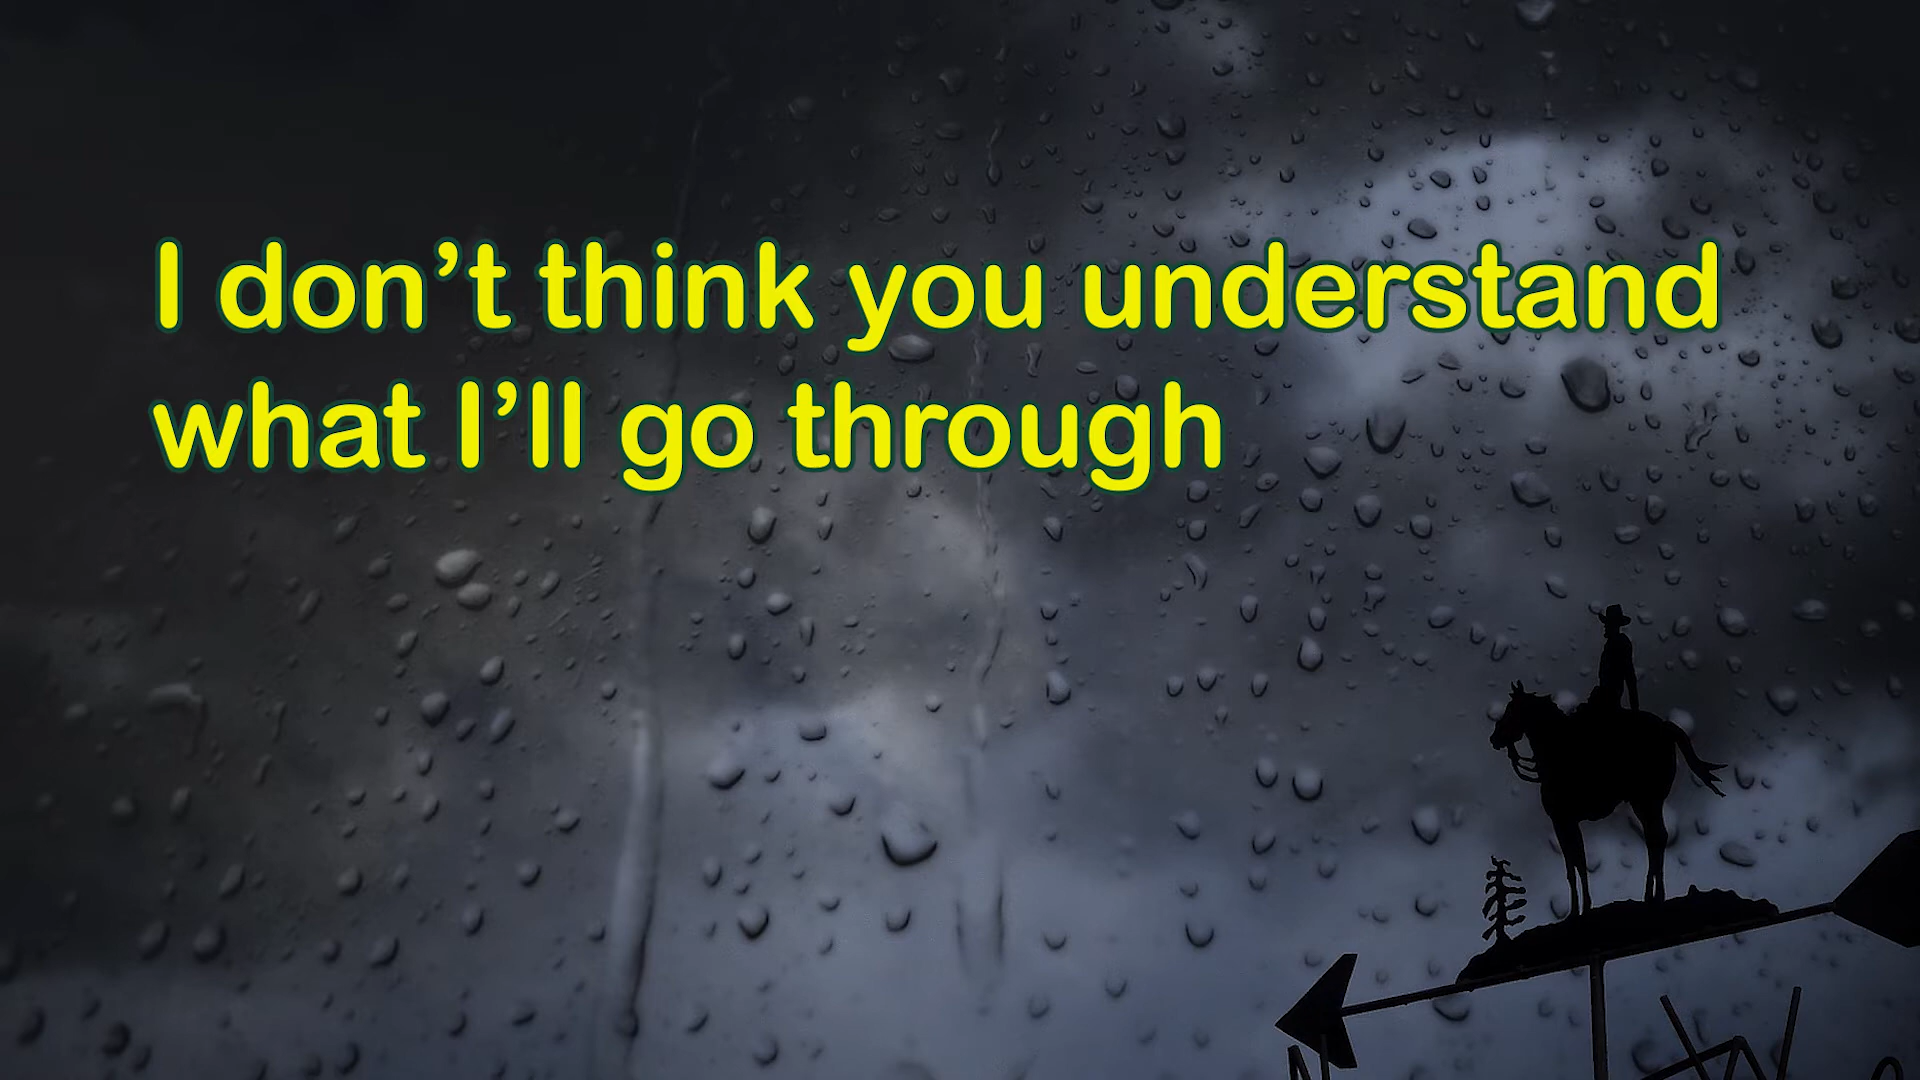 I don’t think you understand
what I’ll go through